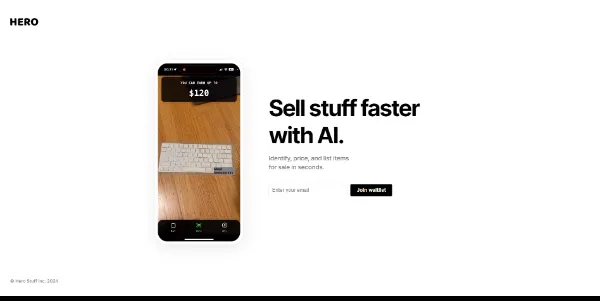 HERO
YOU CAN EARN UP TO
$120
Sell stuff faster
with AI.
Identify, price, and list items
for sale in seconds.
Enter your email
Join waitlist
© Hero Stuff Inc. 2024